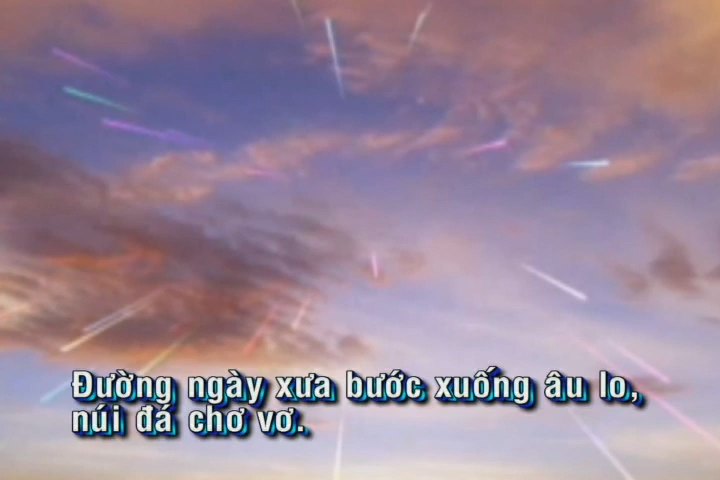 Đường ngày xưa bước xuống âu lo,
núi đá chơ vơ.